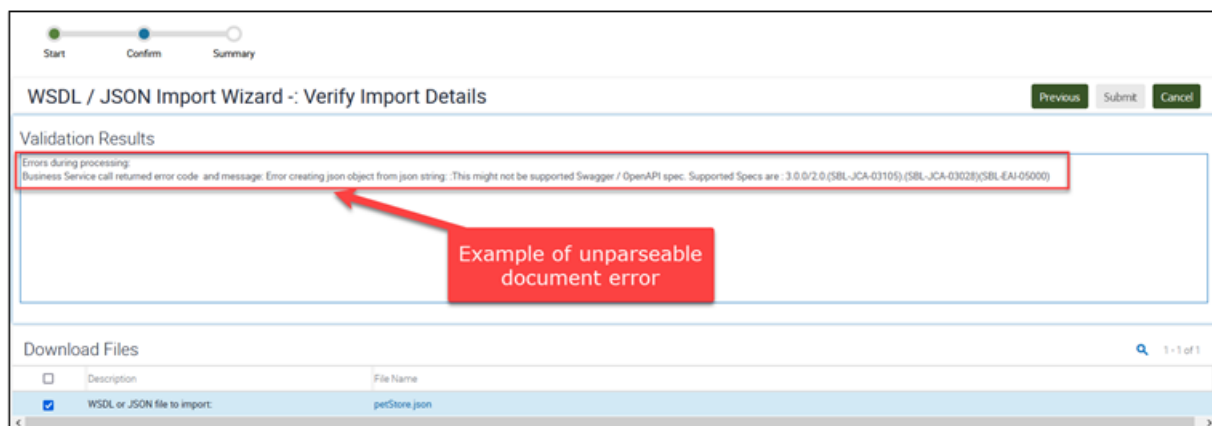 Start Confirm Summary
WSDL / JSON Import Wizard -: Verify Import Details
Previous Submit Cancel
Validation Results
Errors during processing:
Business Service call returned error code and message: Error creating json object from json string: :This might not be supported Swagger / OpenAPI spec. Supported Specs are : 3.0.0/2.0.(SBL-JCA-03105).(SBL-JCA-03028)(SBL-EAI-05000)
Example of unparseable
document error
Download Files
1 - 1 of 1
Description File Name
WSDL or JSON file to import: petStore.json